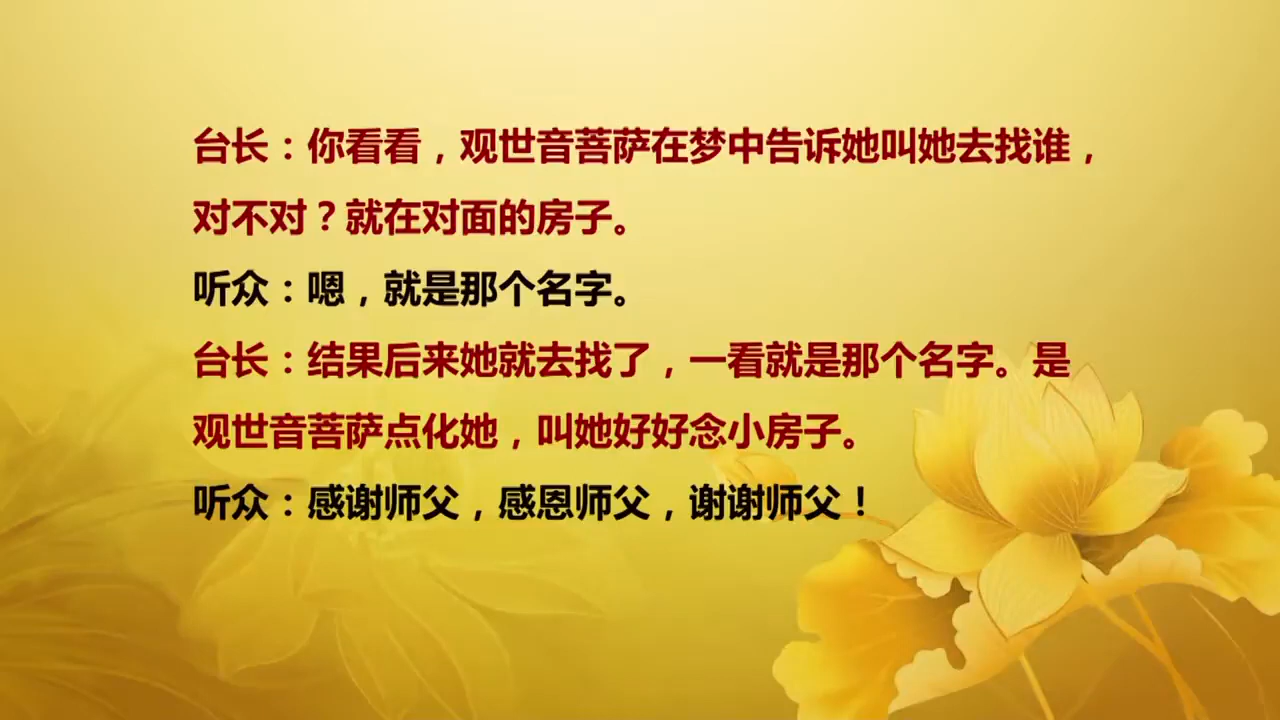 台长：你看看，观世音菩萨在梦中告诉她叫她去找谁，
对不对？就在对面的房子。
听众：嗯，就是那个名字。
台长：结果后来她就去找了，一看就是那个名字。是
观世音菩萨点化她，叫她好好念小房子。
听众：感谢师父，感恩师父，谢谢师父！